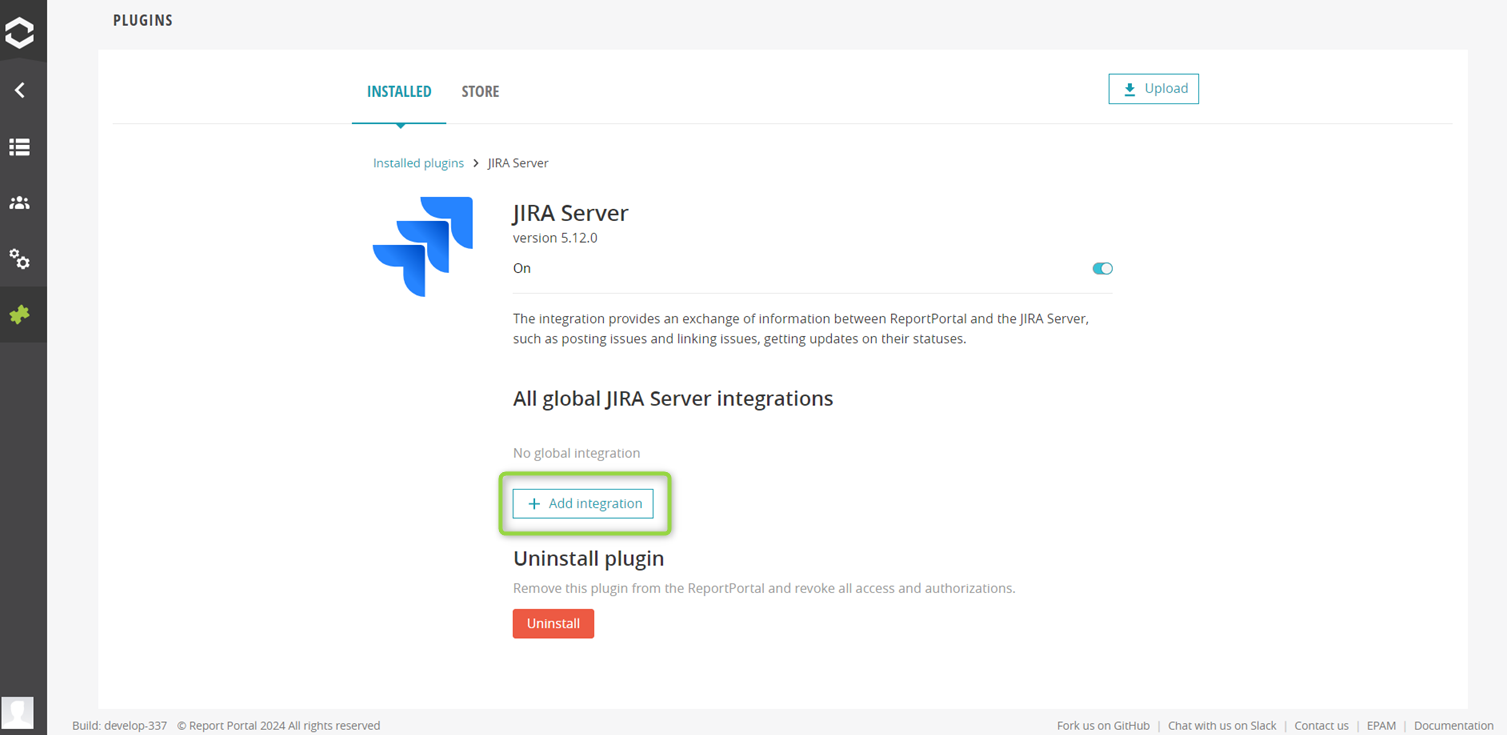 PLUGINS
INSTALLED
STORE
Upload
Installed plugins > JIRA Server
JIRA Server
version 5.12.0
On
The integration provides an exchange of information between ReportPortal and the JIRA Server,
such as posting issues and linking issues, getting updates on their statuses.
All global JIRA Server integrations
No global integration
+ Add integration
Uninstall plugin
Remove this plugin from the ReportPortal and revoke all access and authorizations.
Uninstall
Build: develop-337 © Report Portal 2024 All rights reserved
Fork us on GitHub | Chat with us on Slack | Contact us | EPAM | Documentation